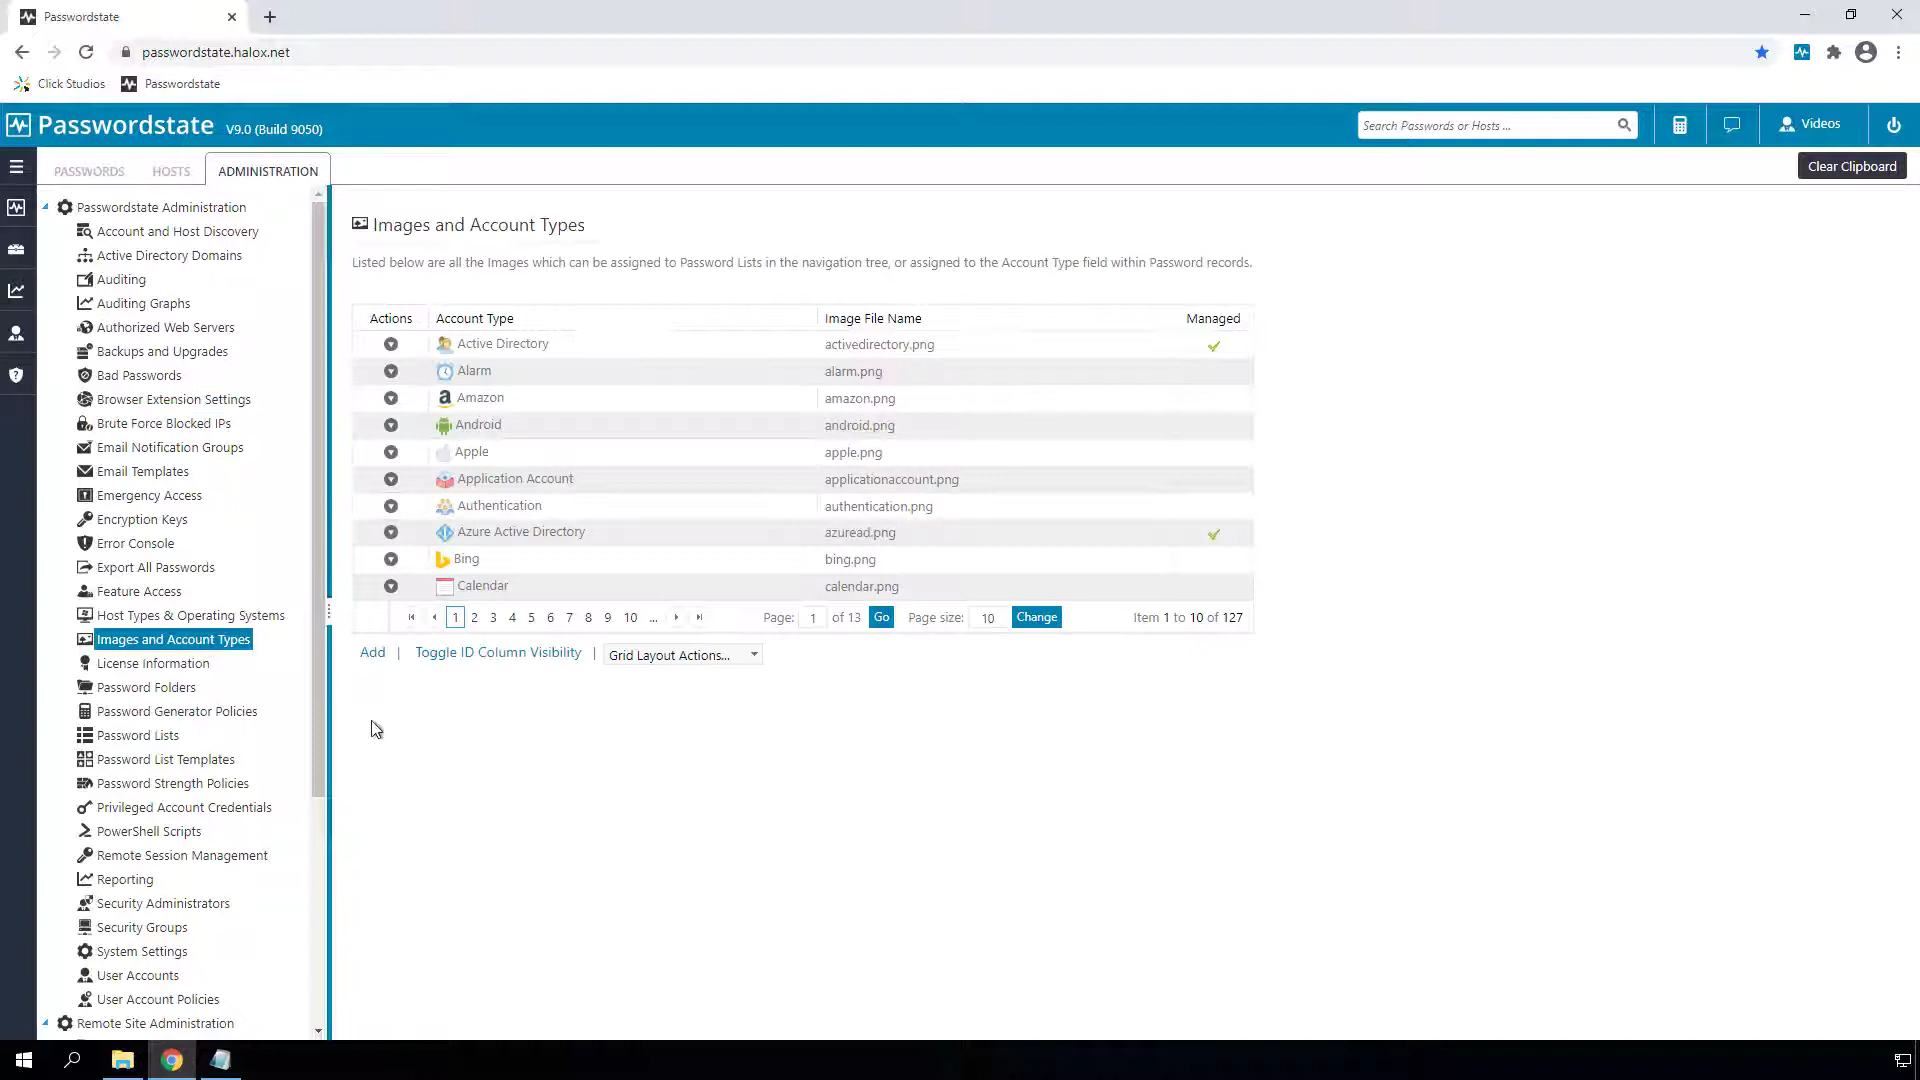 Passwordstate
passwordstate.halox.net
Click Studios
Passwordstate
Passwordstate V9.0 (Build 9050)
Search Passwords or Hosts ...
Videos
PASSWORDS
HOSTS
ADMINISTRATION
Clear Clipboard
Passwordstate Administration
Account and Host Discovery
Active Directory Domains
Auditing
Auditing Graphs
Authorized Web Servers
Backups and Upgrades
Bad Passwords
Browser Extension Settings
Brute Force Blocked IPs
Email Notification Groups
Email Templates
Emergency Access
Encryption Keys
Error Console
Export All Passwords
Feature Access
Host Types & Operating Systems
Images and Account Types
License Information
Password Folders
Password Generator Policies
Password Lists
Password List Templates
Password Strength Policies
Privileged Account Credentials
PowerShell Scripts
Remote Session Management
Reporting
Security Administrators
Security Groups
System Settings
User Accounts
User Account Policies
Remote Site Administration
Images and Account Types
Listed below are all the Images which can be assigned to Password Lists in the navigation tree, or assigned to the Account Type field within Password records.
Actions Account Type Image File Name Managed
Active Directory activedirectory.png
Alarm alarm.png
Amazon amazon.png
Android android.png
Apple apple.png
Application Account applicationaccount.png
Authentication authentication.png
Azure Active Directory azuread.png
Bing bing.png
Calendar calendar.png
1 2 3 4 5 6 7 8 9 10 ... Page: 1 of 13 Go Page size: 10 Change Item 1 to 10 of 127
Add | Toggle ID Column Visibility | Grid Layout Actions...